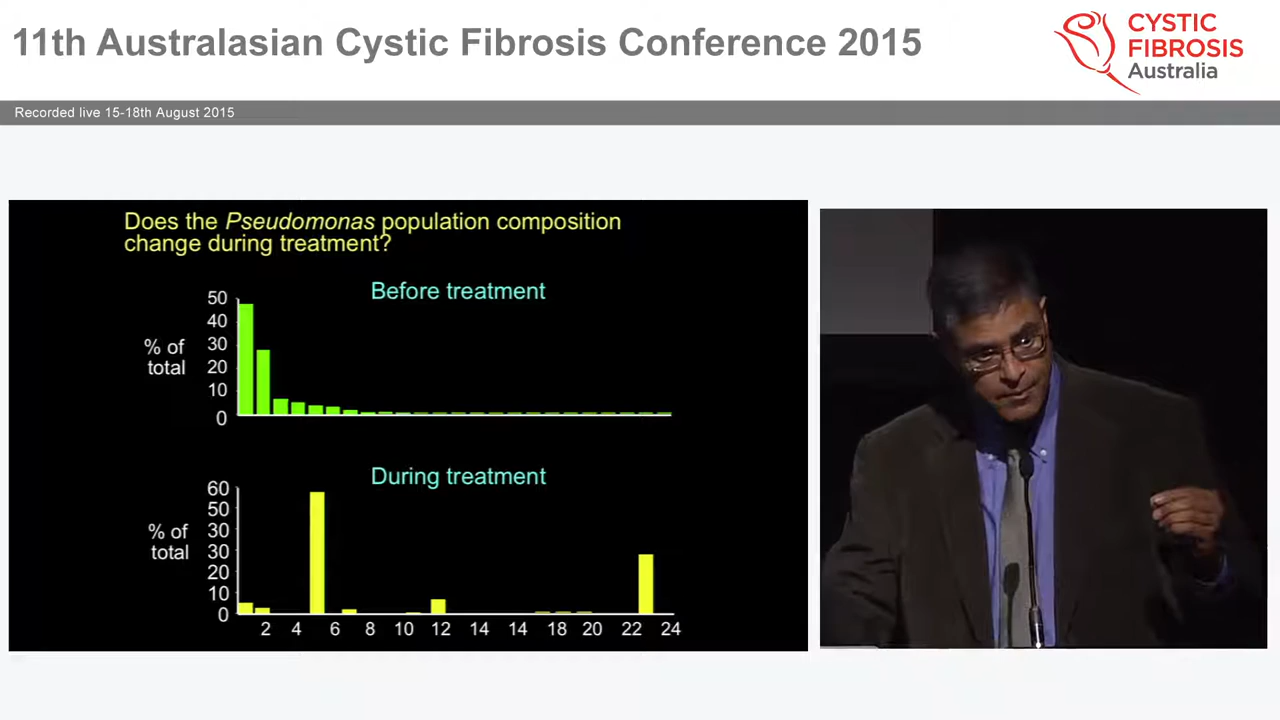 11th Australasian Cystic Fibrosis Conference 2015
CYSTIC
FIBROSIS
Australia
Recorded live 15-18th August 2015
Does the Pseudomonas population composition
change during treatment?
Before treatment
50
40
30
20
10
0
% of
total
During treatment
60
50
30
30
20
10
0
% of
total
2 4 6 8 10 12 14 14 18 20 22 24